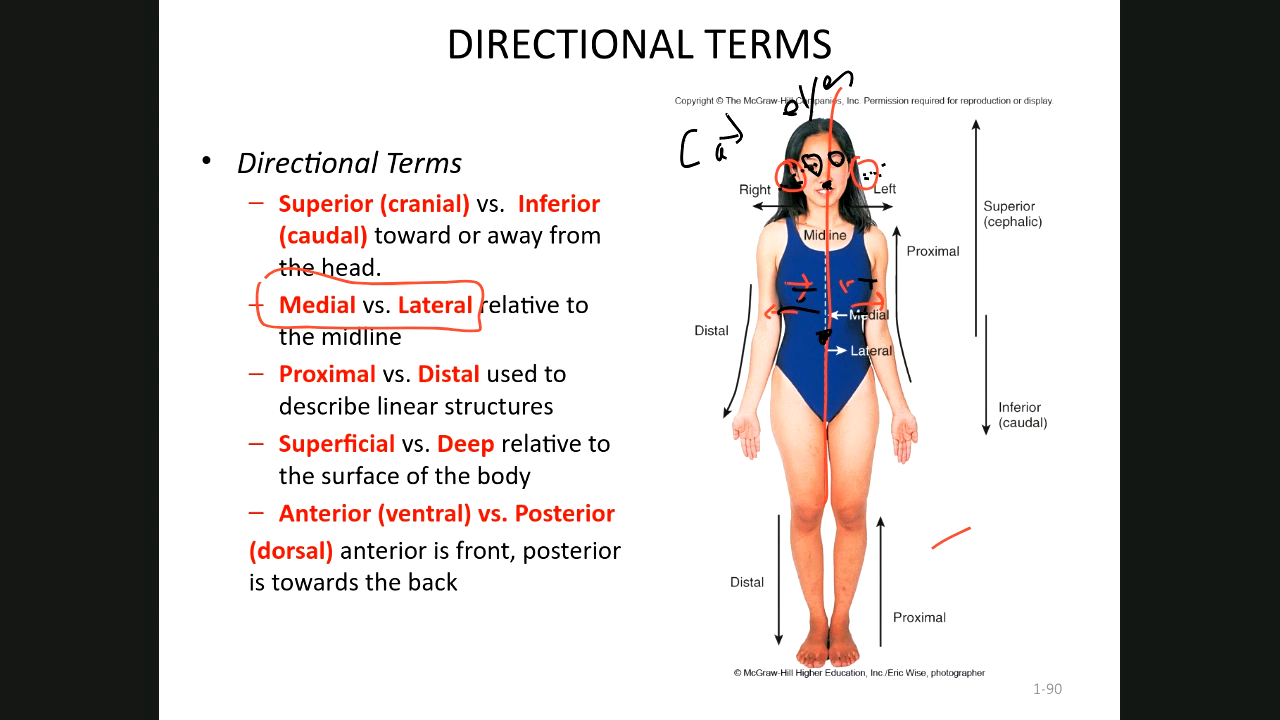 DIRECTIONAL TERMS
Copyright © The McGraw-Hill Companies, Inc. Permission required for reproduction or display.
eyes
• Directional Terms
– Superior (cranial) vs. Inferior
(caudal) toward or away from
the head.
– Medial vs. Lateral relative to
the midline
– Proximal vs. Distal used to
describe linear structures
– Superficial vs. Deep relative to
the surface of the body
– Anterior (ventral) vs. Posterior
(dorsal) anterior is front, posterior
is towards the back
Right
Left
Midline
Superior
(cephalic)
Proximal
Medial
Distal
Lateral
Inferior
(caudal)
Distal
Proximal
© McGraw-Hill Higher Education, Inc./Eric Wise, photographer
1-90